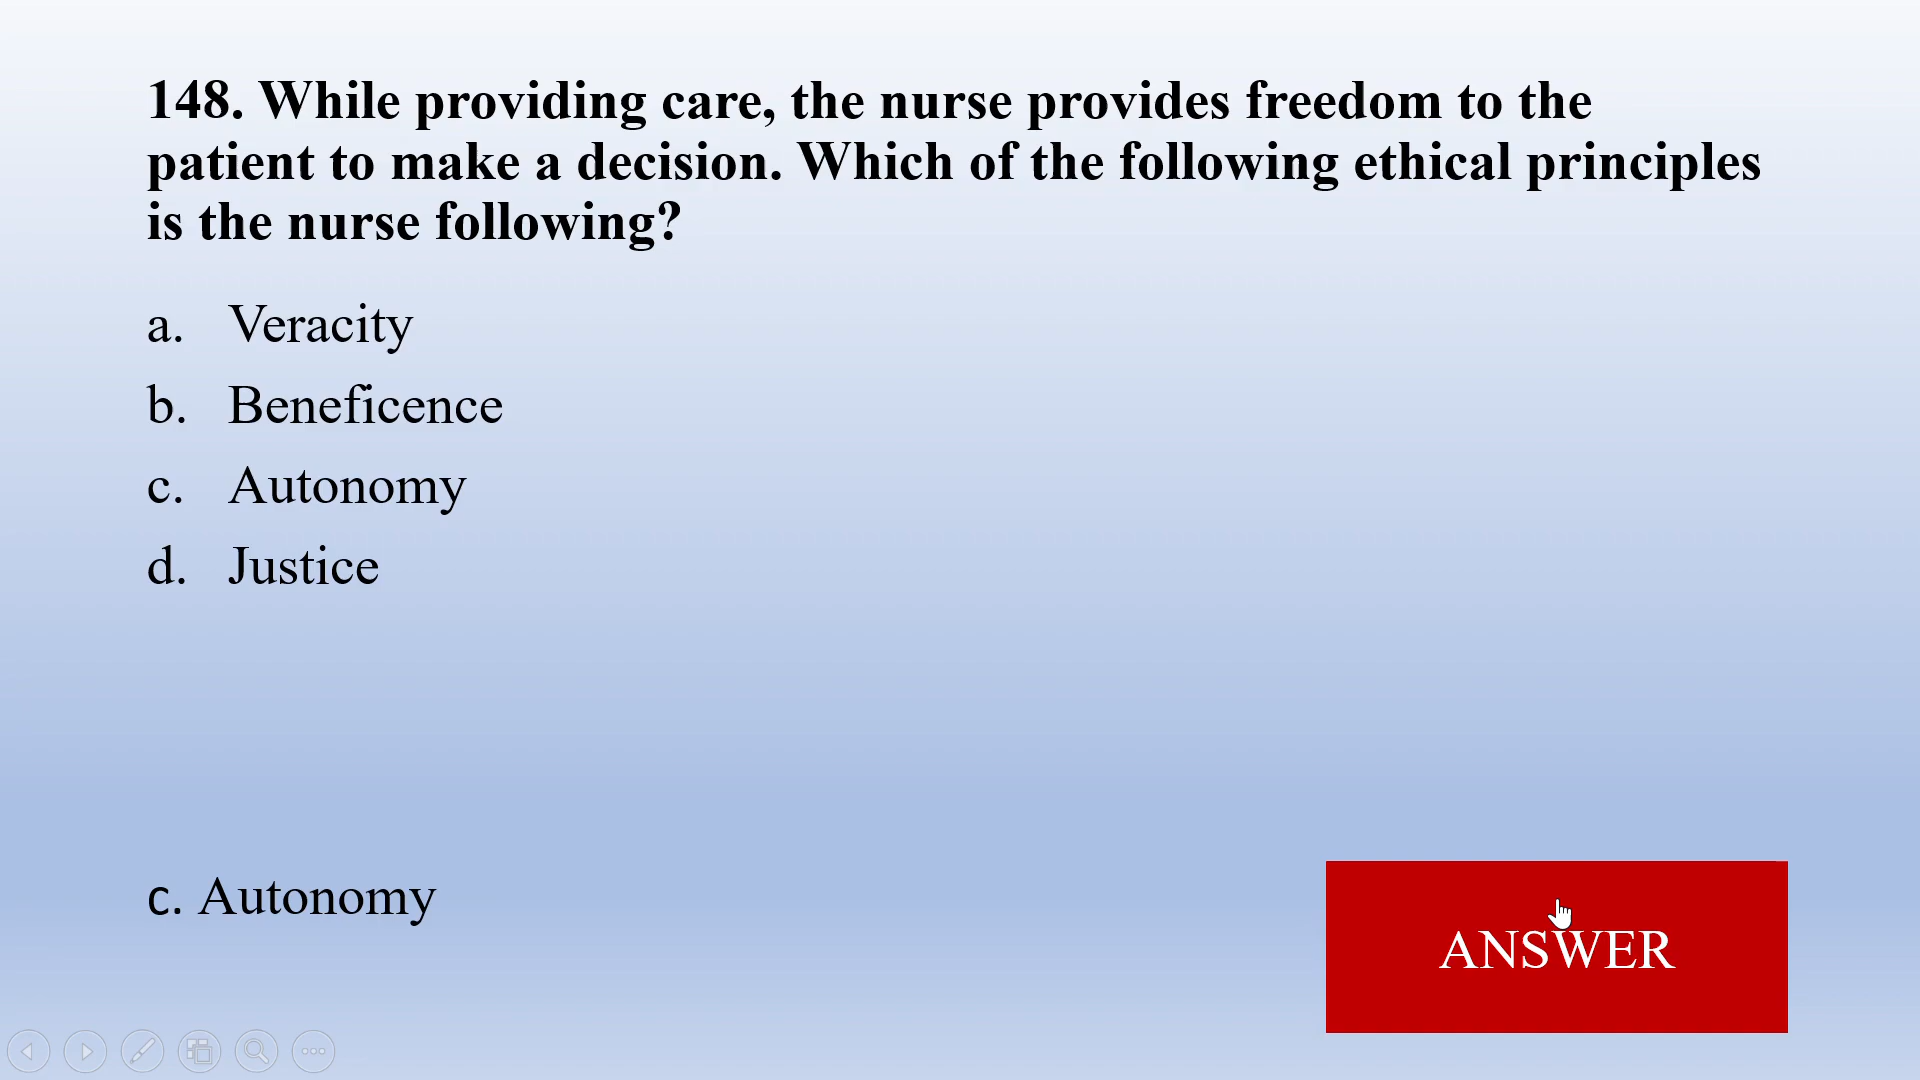 148. While providing care, the nurse provides freedom to the
patient to make a decision. Which of the following ethical principles
is the nurse following?
a. Veracity
b. Beneficence
c. Autonomy
d. Justice
c. Autonomy
ANSWER